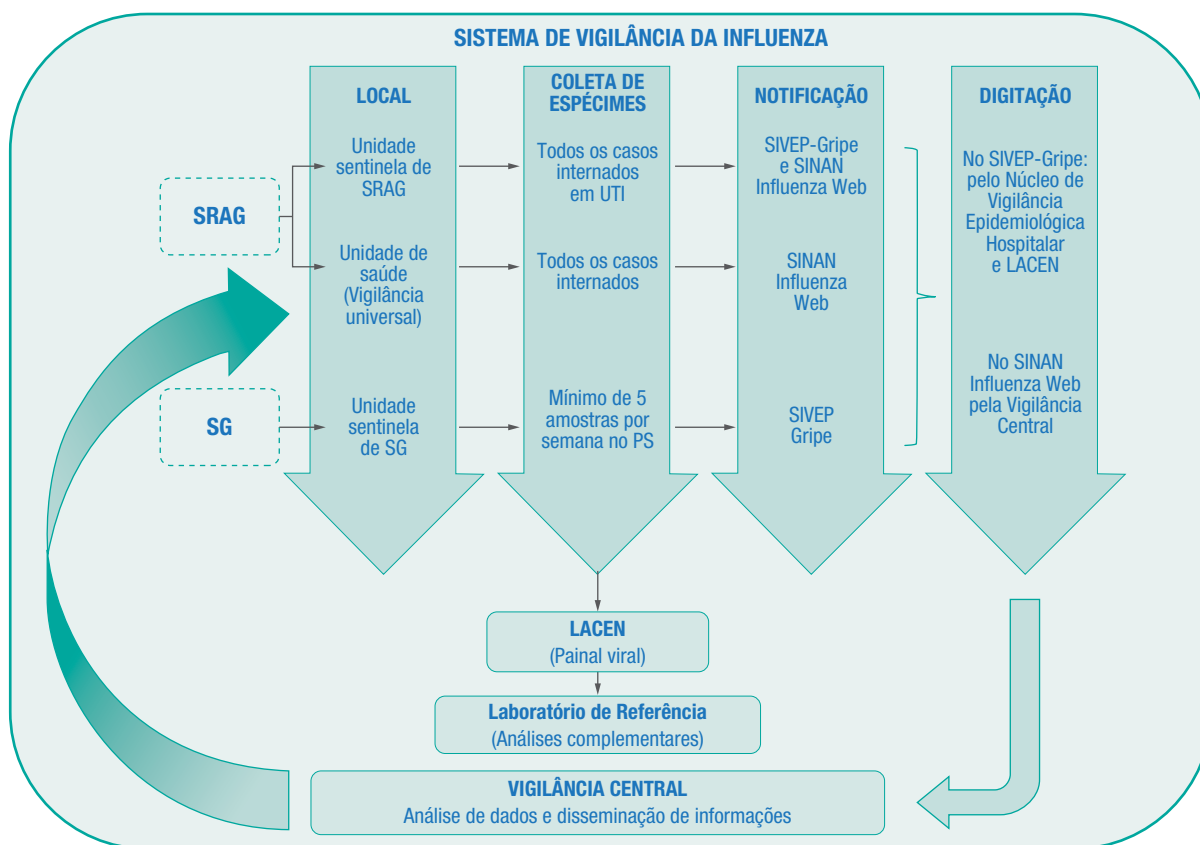 SISTEMA DE VIGILÂNCIA DA INFLUENZA
LOCAL
COLETA DE
ESPÉCIMES
NOTIFICAÇÃO
DIGITAÇÃO
SRAG
Unidade
sentinela de
SRAG
Todos os casos
internados
em UTI
SIVEP-Gripe
e SINAN
Influenza Web
No SIVEP-Gripe:
pelo Núcleo de
Vigilância
Epidemiológica
Hospitalar
e LACEN
Unidade de
saúde
(Vigilância
universal)
Todos os casos
internados
SINAN
Influenza
Web
SG
Unidade
sentinela
de SG
Mínimo de 5
amostras por
semana no PS
SIVEP
Gripe
No SINAN
Influenza Web
pela Vigilância
Central
LACEN
(Painal viral)
Laboratório de Referência
(Análises complementares)
VIGILÂNCIA CENTRAL
Análise de dados e disseminação de informações